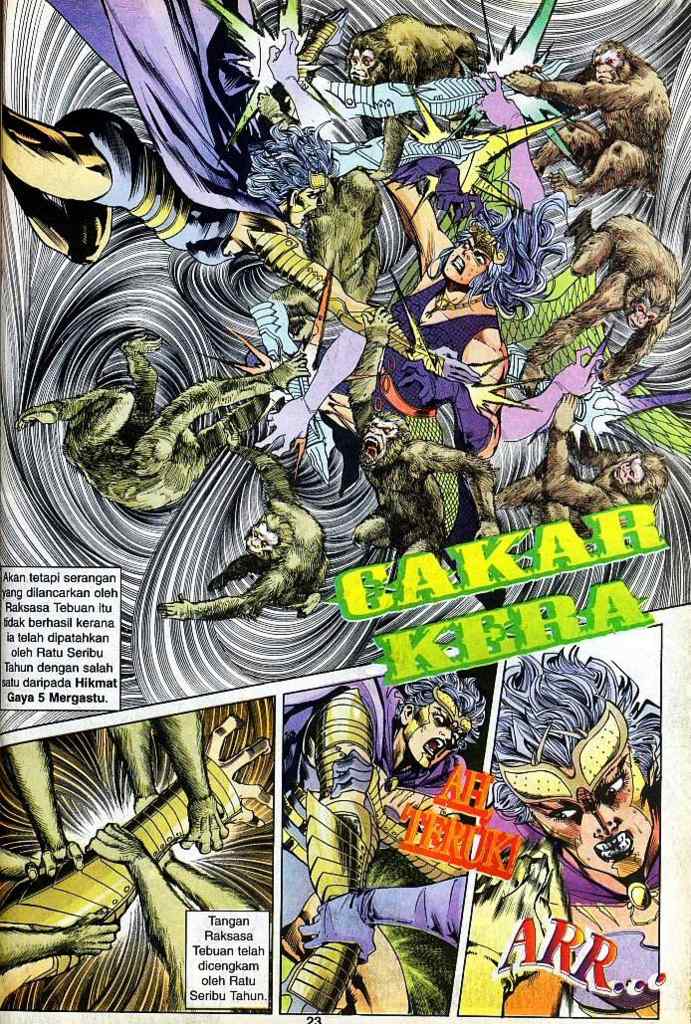 CAKAR
KERA
Akan tetapi serangan
yang dilancarkan oleh
Raksasa Tebuan itu
tidak berhasil kerana
ia telah dipatahkan
oleh Ratu Seribu
Tahun dengan salah
satu daripada Hikmat
Gaya 5 Mergastu.
Tangan
Raksasa
Tebuan telah
dicengkam
oleh Ratu
Seribu Tahun.
AH,
TERUK!
ARR...
23